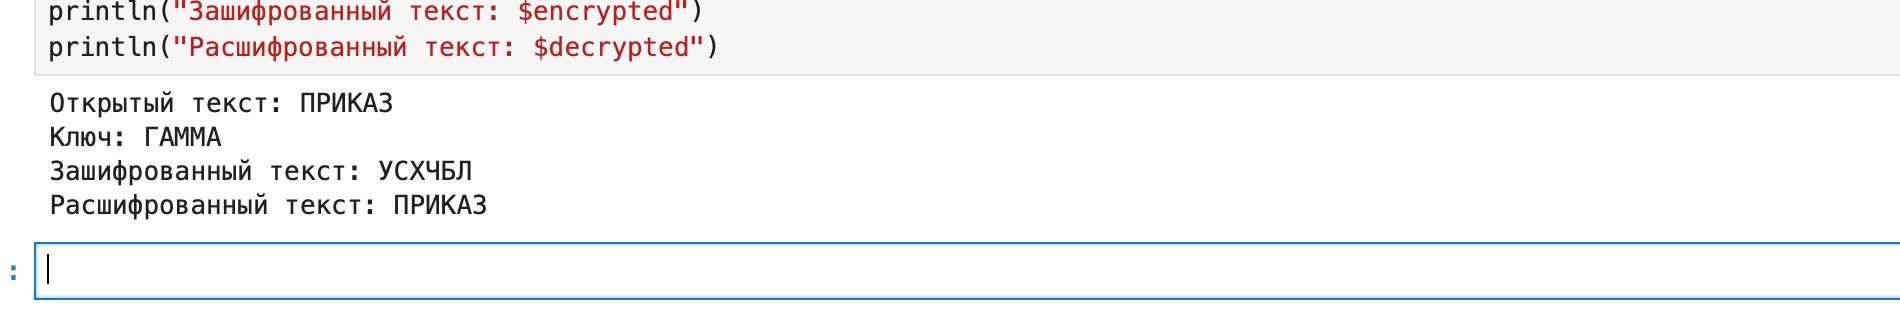 println("Зашифрованный текст: $encrypted")
println("Расшифрованный текст: $decrypted")
Открытый текст: ПРИКАЗ
Ключ: ГАММА
Зашифрованный текст: УСХЧБЛ
Расшифрованный текст: ПРИКАЗ
: